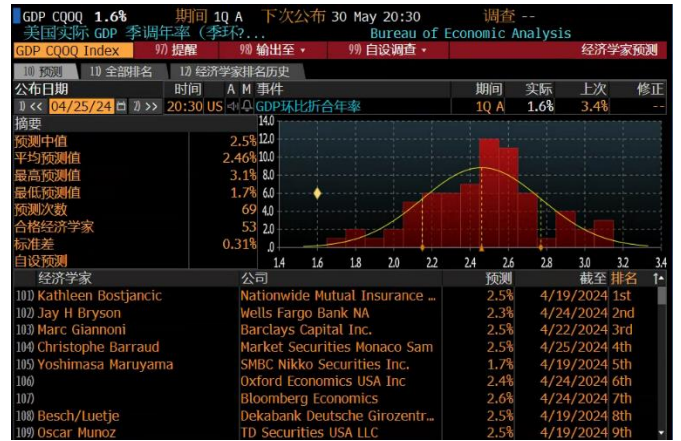 GDP CQOQ 1.6% 期间 1Q A 下次公布 30 May 20:30 调查 --
美国实际 GDP 季调年率（季环?... Bureau of Economic Analysis
GDP CQOQ Index 97) 提醒 98) 输出至 99) 自设调查 经济学家预测
10) 预测 11) 全部排名 12) 经济学家排名历史
公布日期 时间 A M 事件 期间 实际 上次 修正
1) << 04/25/24 2) >> 20:30 US GDP环比折合年率 1Q A 1.6% 3.4% --
摘要
预测中值 2.5%
平均预测值 2.46%
最高预测值 3.1%
最低预测值 1.7%
预测次数 69
合格经济学家 53
标准差 0.31%
自设预测
14.0
12.0
10.0
8.0
6.0
4.0
2.0
.0
1.4 1.6 1.8 2.0 2.2 2.4 2.6 2.8 3.0 3.2 3.4
经济学家 公司 预测 截至 排名
101) Kathleen Bostjancic Nationwide Mutual Insurance ... 2.5% 4/19/2024 1st
102) Jay H Bryson Wells Fargo Bank NA 2.3% 4/24/2024 2nd
103) Marc Giannoni Barclays Capital Inc. 2.5% 4/22/2024 3rd
104) Christophe Barraud Market Securities Monaco Sam 2.5% 4/25/2024 4th
105) Yoshimasa Maruyama SMBC Nikko Securities Inc. 1.7% 4/19/2024 5th
106) Oxford Economics USA Inc 2.4% 4/24/2024 6th
107) Bloomberg Economics 2.6% 4/24/2024 7th
108) Besch/Luetje Dekabank Deutsche Girozentr... 2.5% 4/19/2024 8th
109) Oscar Munoz TD Securities USA LLC 2.5% 4/19/2024 9th